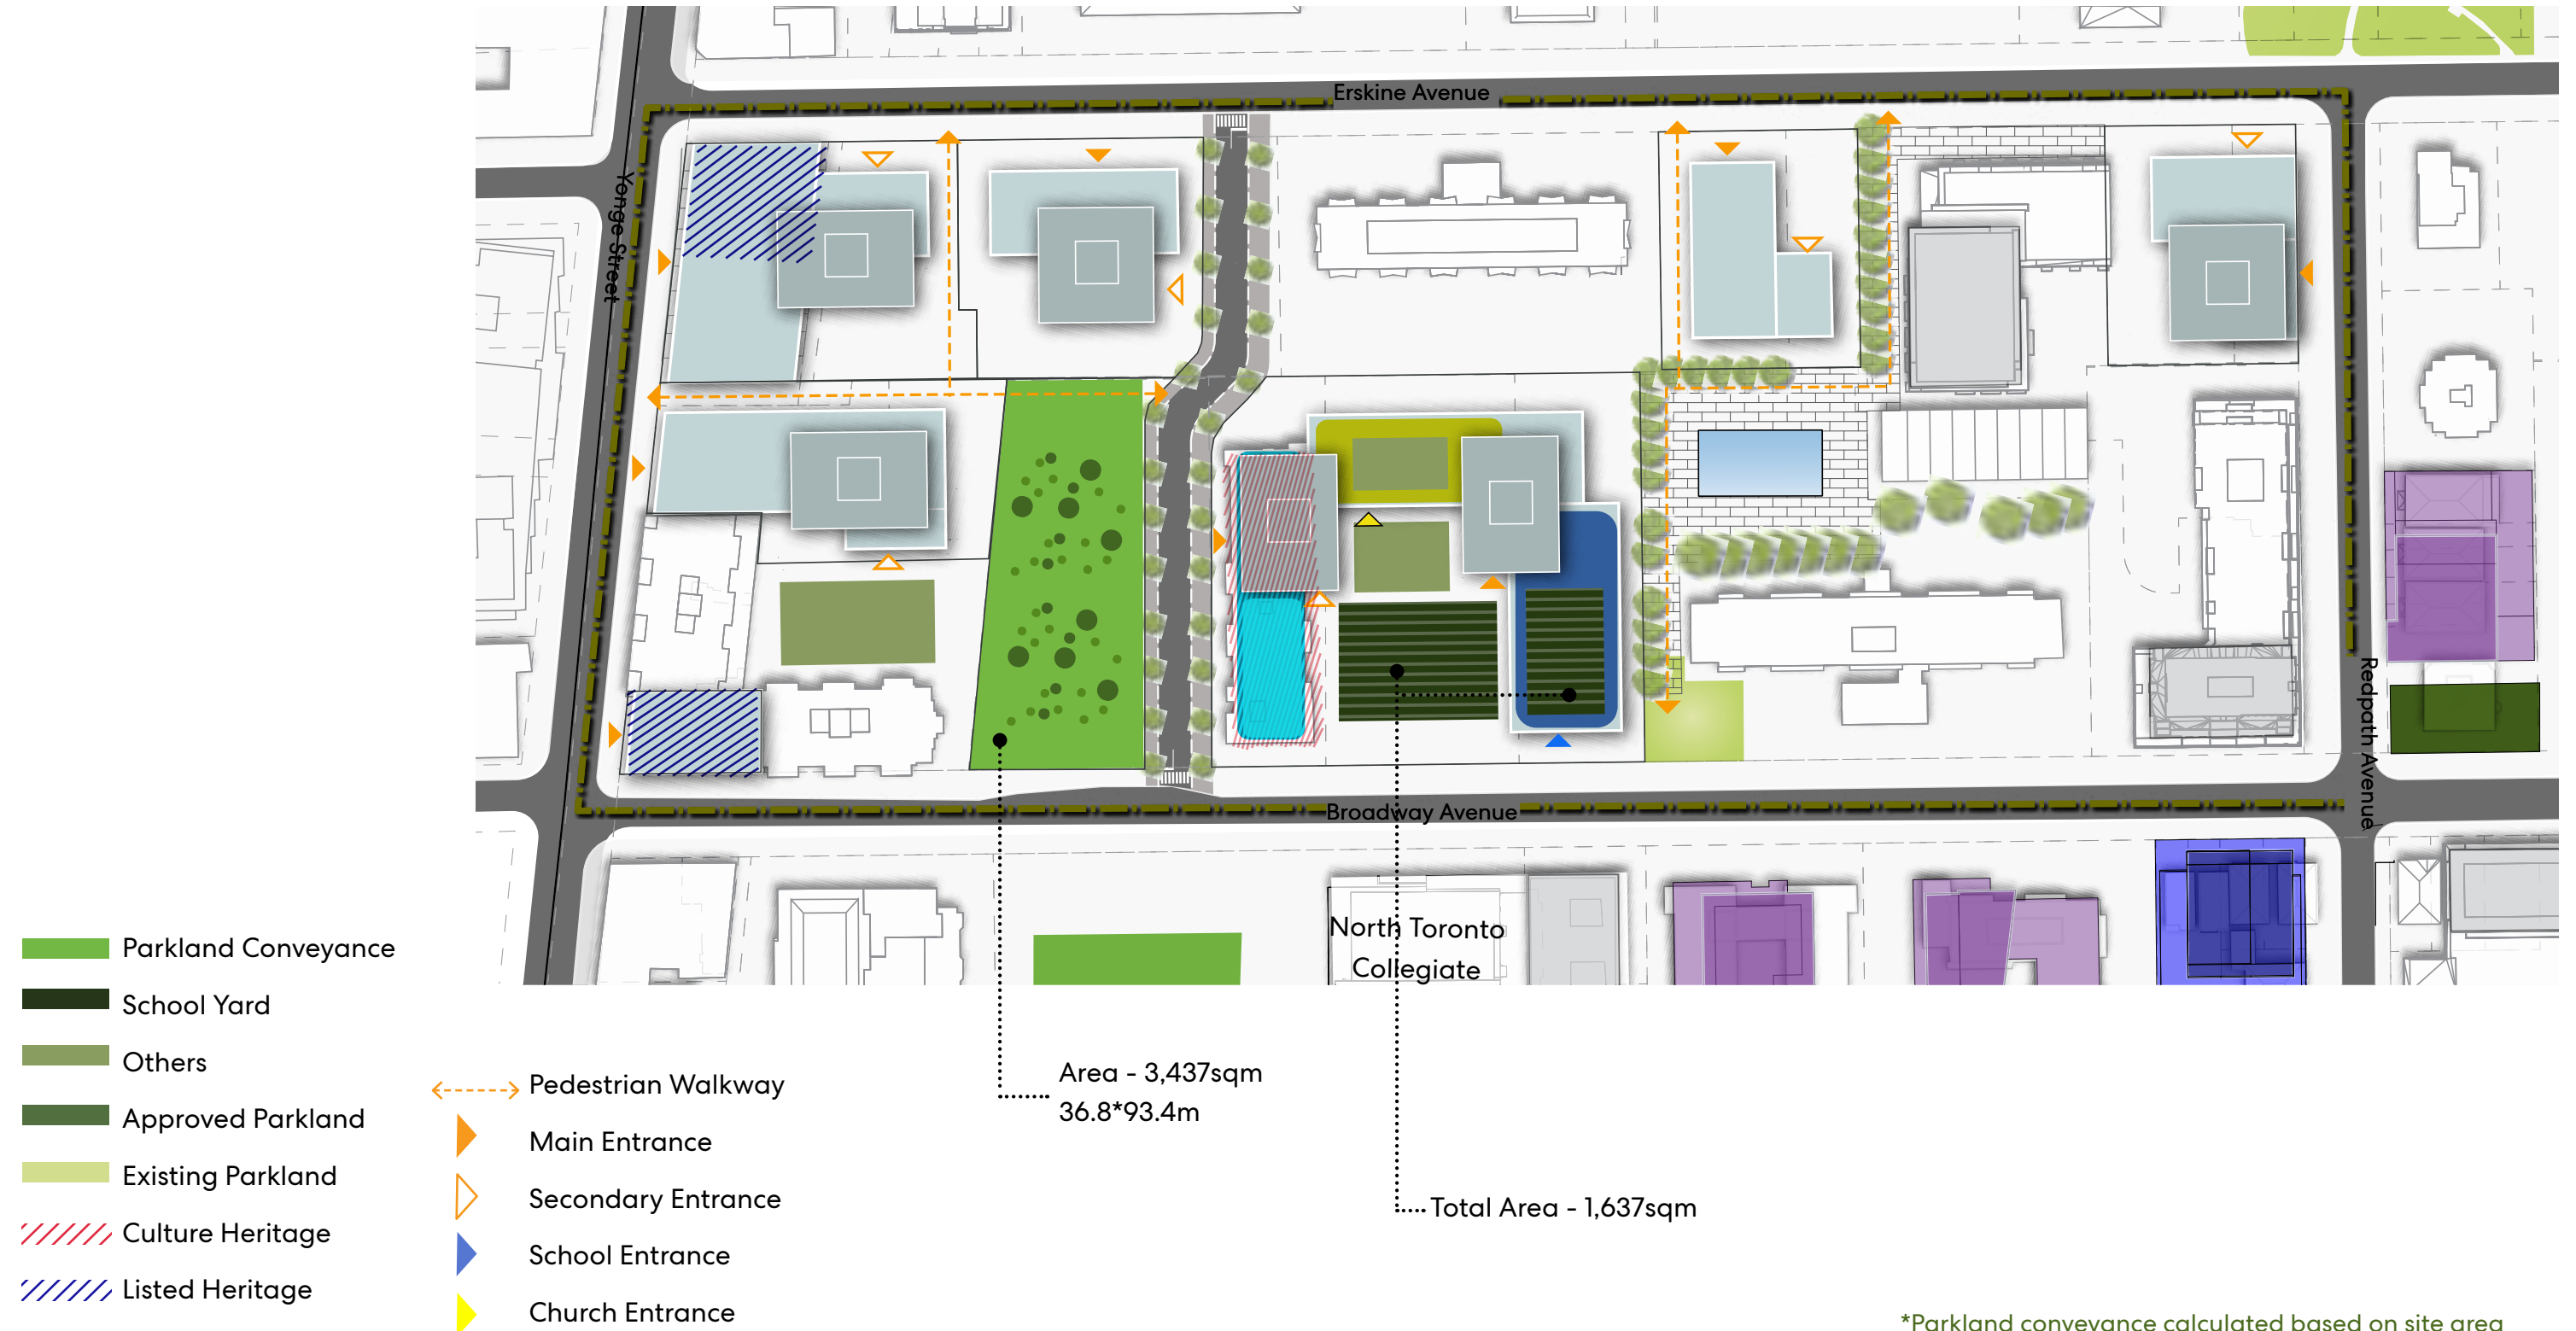 Erskine Avenue
Yonge Street
Redpath Avenue
Broadway Avenue
North Toronto
Collegiate
Parkland Conveyance
School Yard
Others
Approved Parkland
Existing Parkland
Culture Heritage
Listed Heritage
Pedestrian Walkway
Main Entrance
Secondary Entrance
School Entrance
Church Entrance
Area - 3,437sqm
36.8*93.4m
Total Area - 1,637sqm
*Parkland conveyance calculated based on site area